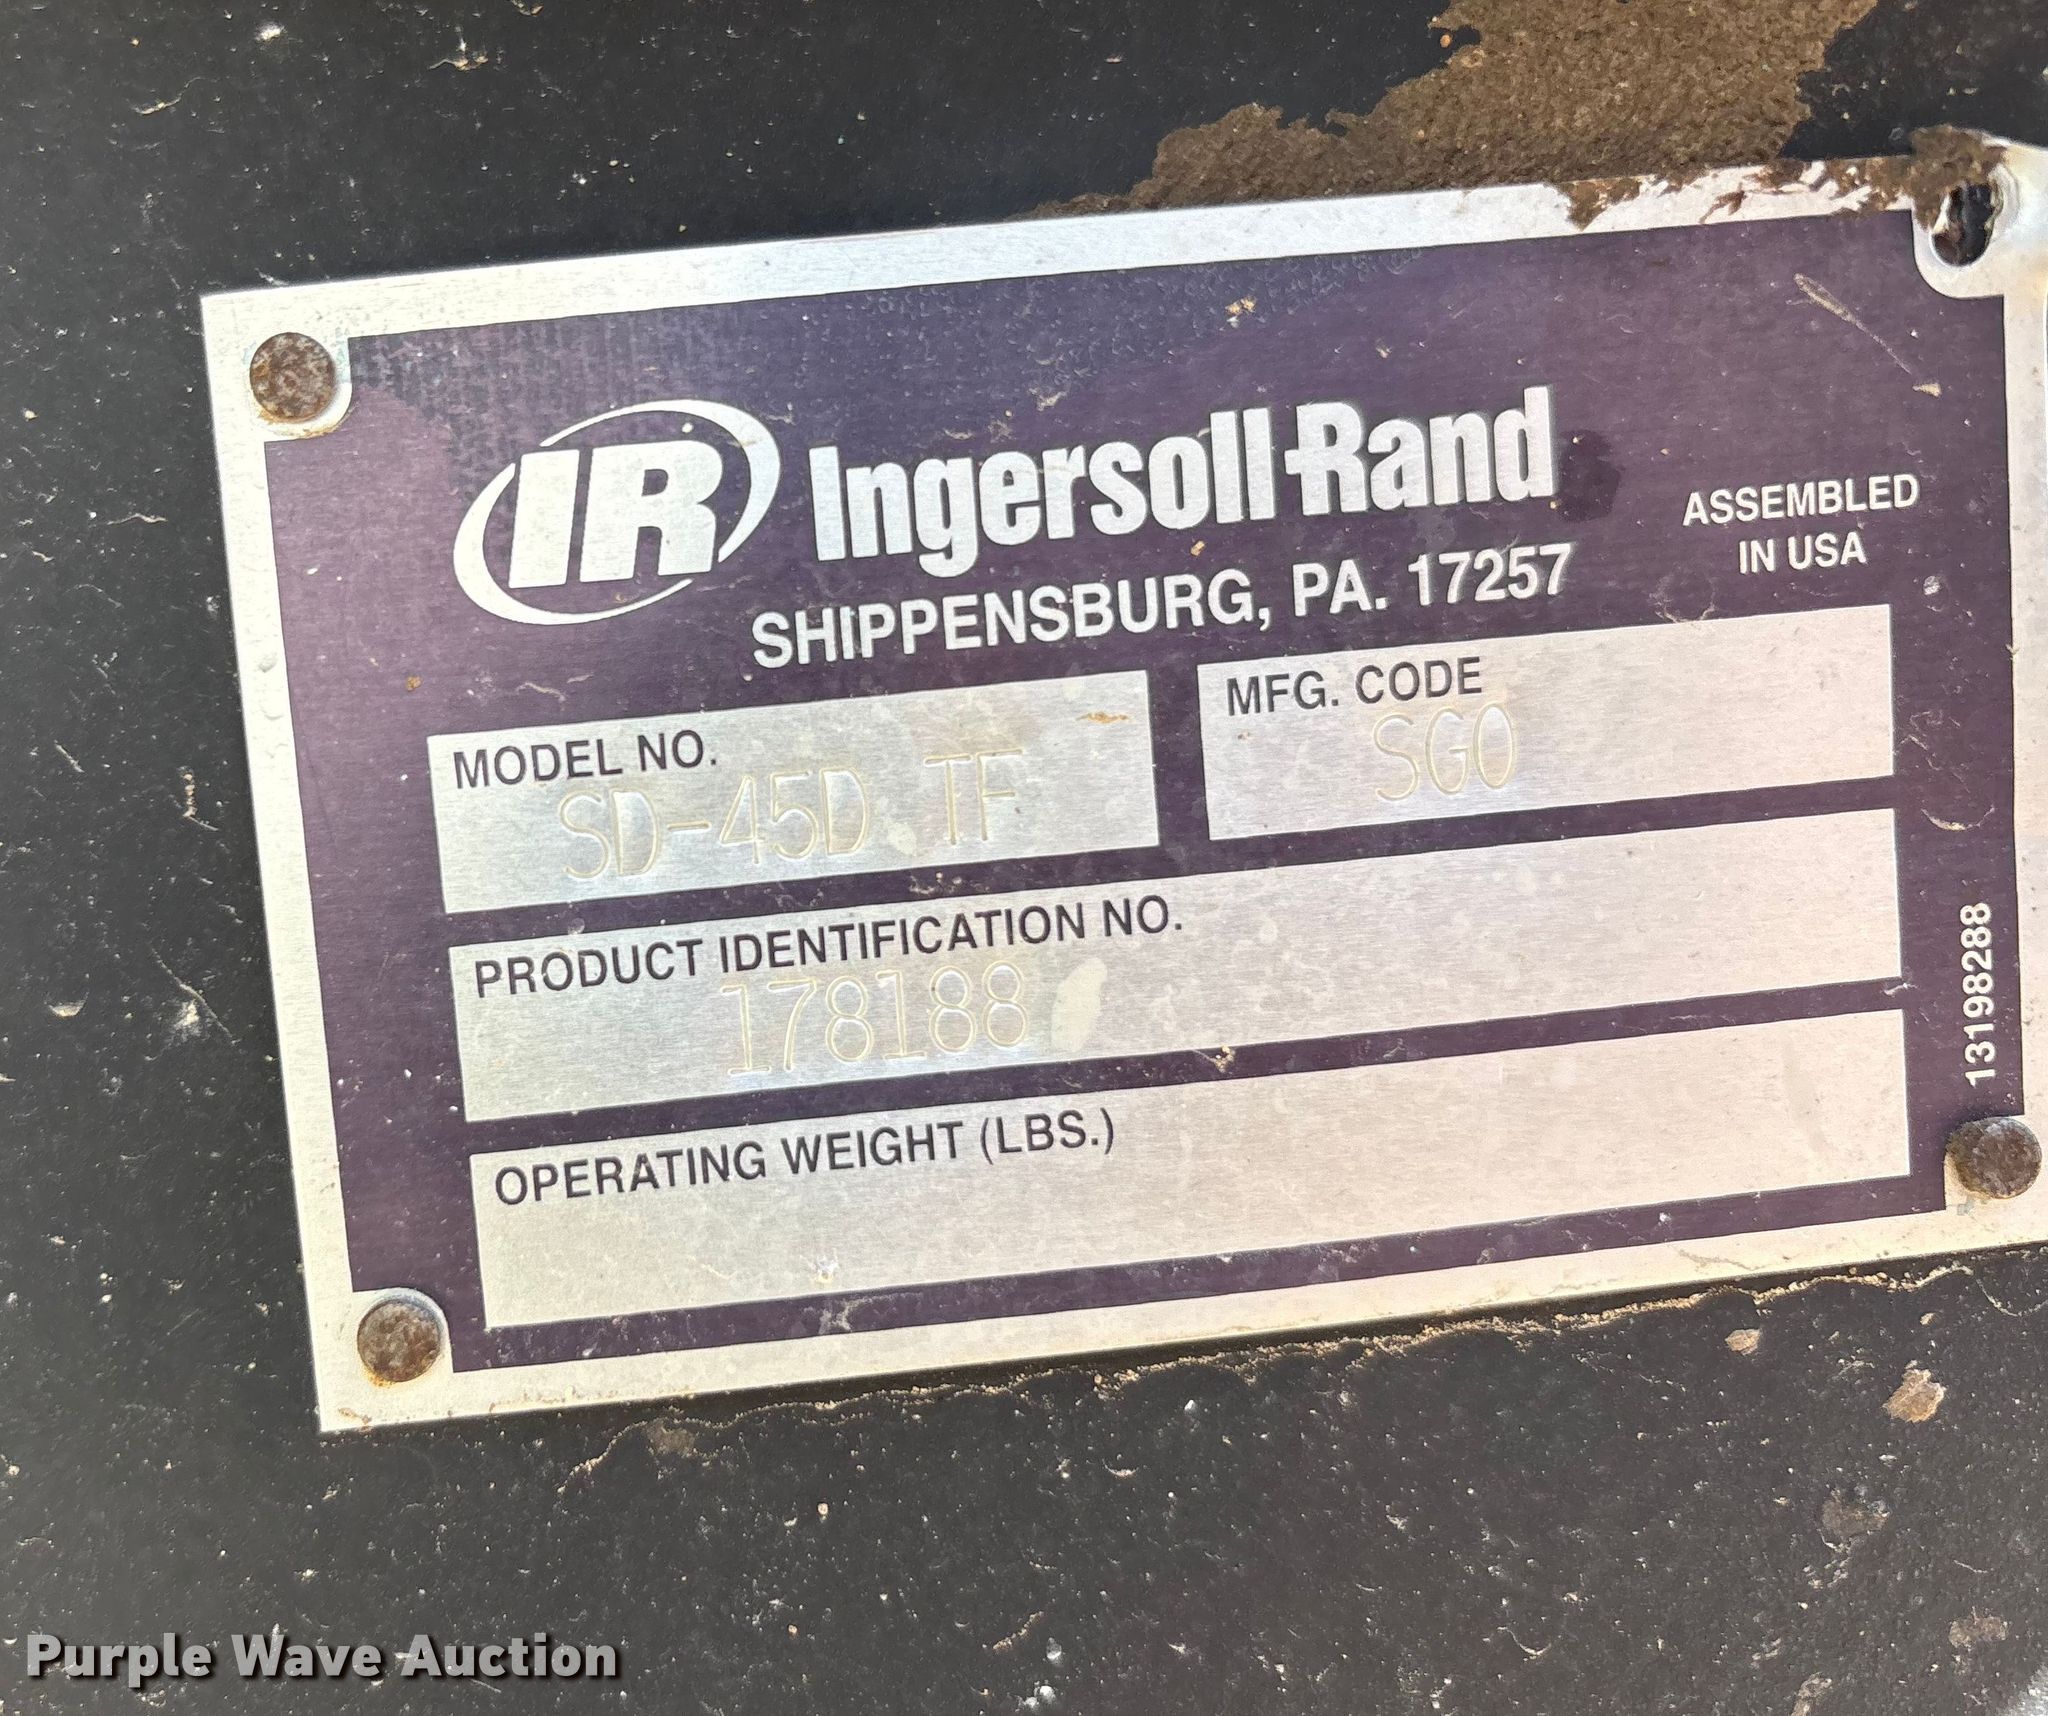 IR Ingersoll-Rand
SHIPPENSBURG, PA. 17257
ASSEMBLED
IN USA
MODEL NO.
SD-45D TF
MFG. CODE
SGO
PRODUCT IDENTIFICATION NO.
178188
OPERATING WEIGHT (LBS.)
13198288
Purple Wave Auction